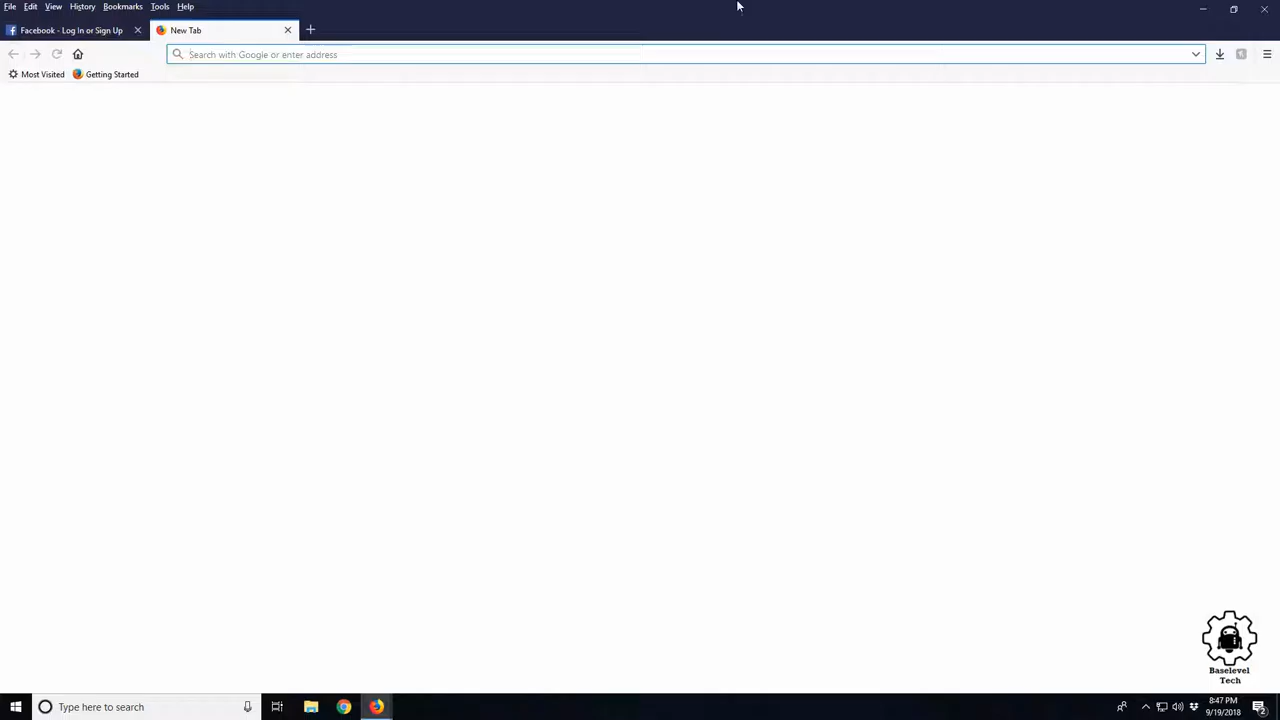 File Edit View History Bookmarks Tools Help
Facebook - Log In or Sign Up New Tab
Search with Google or enter address
Most Visited Getting Started
Baselevel
Tech
Type here to search
8:47 PM
9/19/2018
2